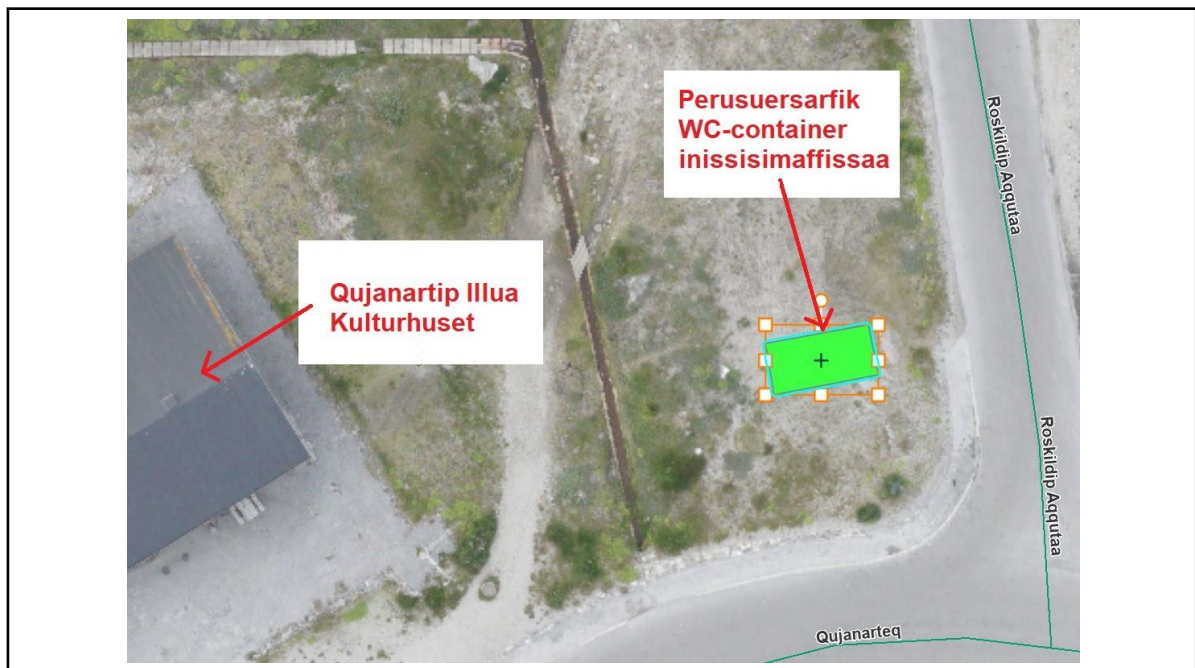 Perusuersarfik
WC-container
inissisimaffissaa
Roskildip Aqqutaa
Qujanartip Illua
Kulturhuset
Roskildip Aqqutaa
Qujanarteq